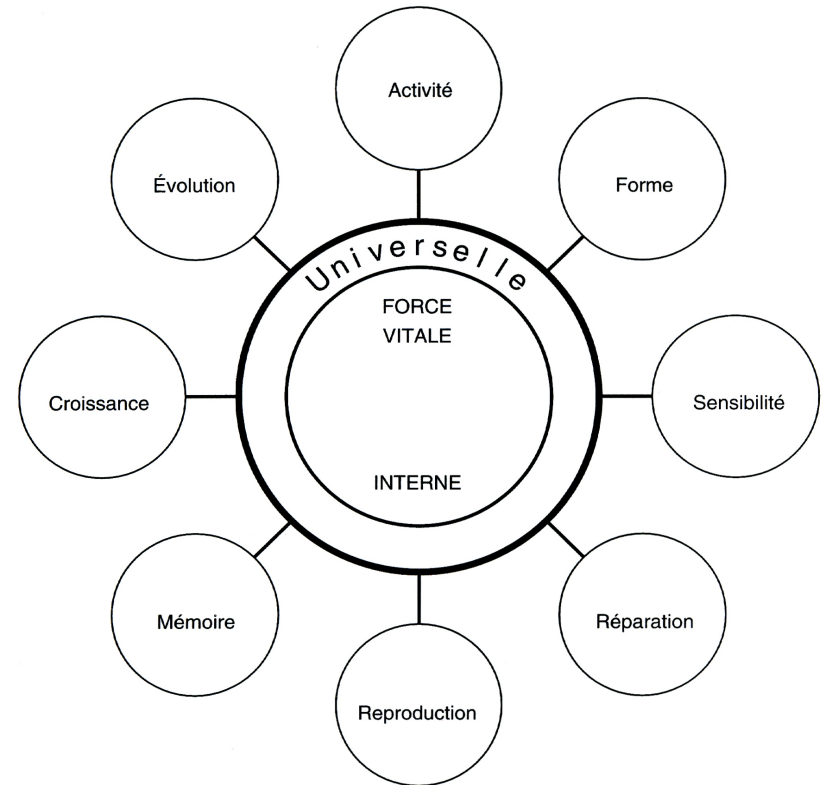 Activité
Évolution
Forme
Universelle
FORCE
VITALE
Croissance
Sensibilité
INTERNE
Mémoire
Réparation
Reproduction